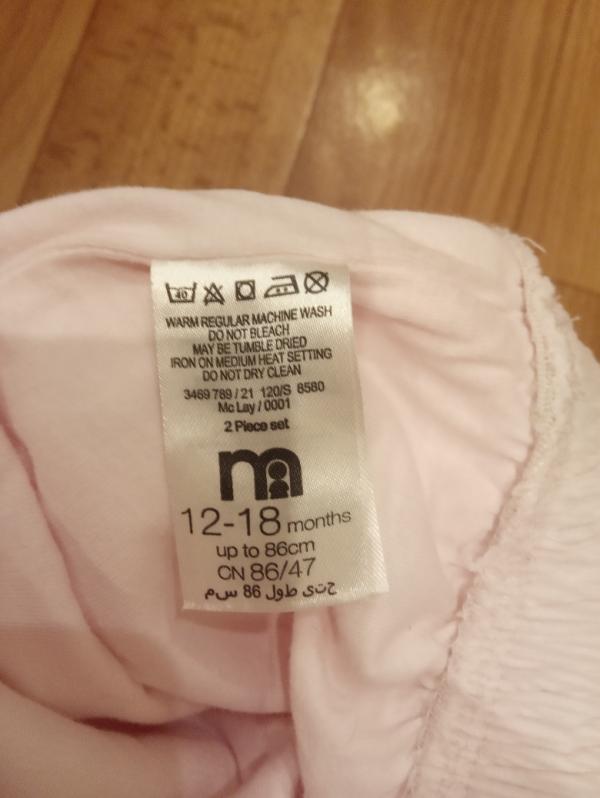 40
WARM REGULAR MACHINE WASH
DO NOT BLEACH
MAY BE TUMBLE DRIED
IRON ON MEDIUM HEAT SETTING
DO NOT DRY CLEAN
3469 789 / 21 120/S 8580
Mc Lay / 0001
2 Piece set
m
12-18 months
up to 86cm
CN 86/47
حتى طول 86 سم